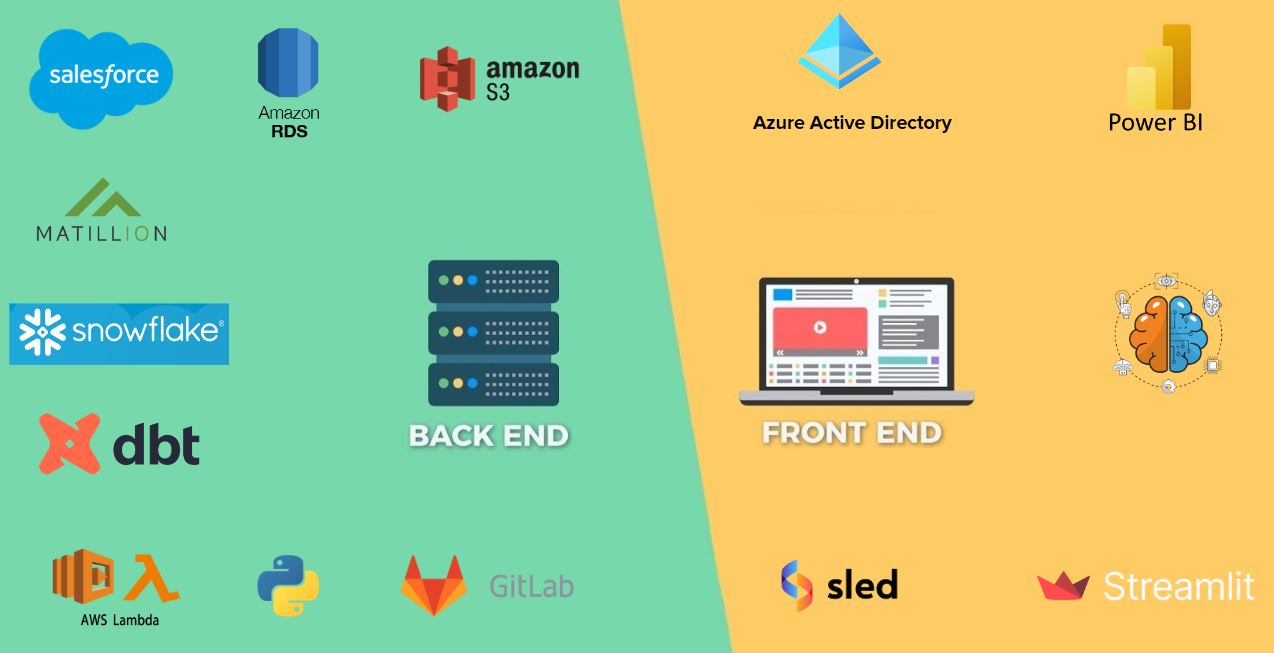 salesforce
Amazon
RDS
amazon
S3
Azure Active Directory
Power BI
MATILLION
snowflake®
BACK END
FRONT END
dbt
AWS Lambda
GitLab
sled
Streamlit